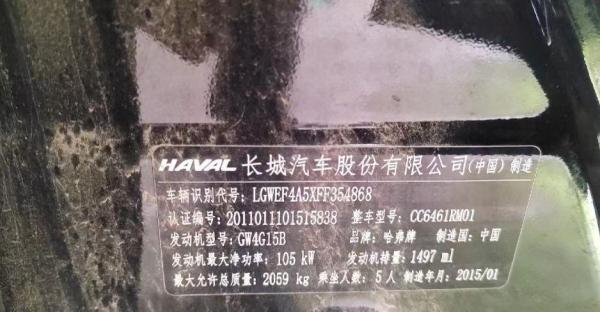 HAVAL 长城汽车股份有限公司(中国) 制造
车辆识别代号: LGWEF4A5XFF354868
认证编号: 2011011101515838 整车型号: CC6461RM01
发动机型号: GW4G15B 品牌: 哈弗牌 制造国: 中国
发动机最大净功率: 105 kW 发动机排量: 1497 ml
最大允许总质量: 2059 kg 乘坐人数: 5 人 制造年月: 2015/01